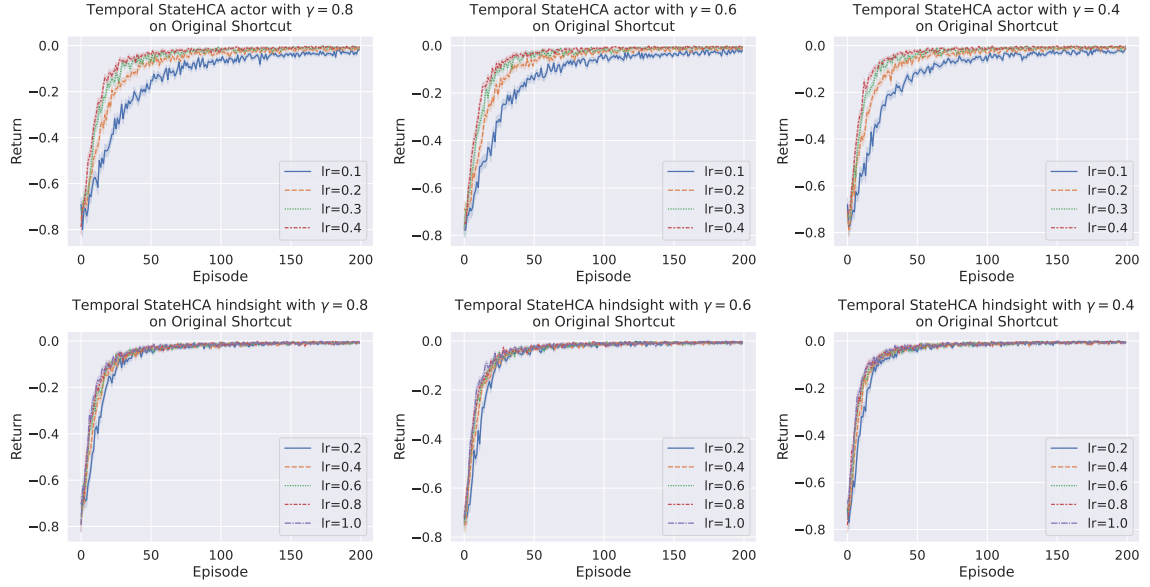 Temporal StateHCA actor with γ = 0.8
on Original Shortcut
0.0
−0.2
−0.4
−0.6
−0.8
Return
lr=0.1
lr=0.2
lr=0.3
lr=0.4
0
50
100
150
200
Episode
Temporal StateHCA actor with γ = 0.6
on Original Shortcut
0.0
−0.2
−0.4
−0.6
−0.8
Return
lr=0.1
lr=0.2
lr=0.3
lr=0.4
0
50
100
150
200
Episode
Temporal StateHCA actor with γ = 0.4
on Original Shortcut
0.0
−0.2
−0.4
−0.6
−0.8
Return
lr=0.1
lr=0.2
lr=0.3
lr=0.4
0
50
100
150
200
Episode
Temporal StateHCA hindsight with γ = 0.8
on Original Shortcut
0.0
−0.2
−0.4
−0.6
−0.8
Return
lr=0.2
lr=0.4
lr=0.6
lr=0.8
lr=1.0
0
50
100
150
200
Episode
Temporal StateHCA hindsight with γ = 0.6
on Original Shortcut
0.0
−0.2
−0.4
−0.6
−0.8
Return
lr=0.2
lr=0.4
lr=0.6
lr=0.8
lr=1.0
0
50
100
150
200
Episode
Temporal StateHCA hindsight with γ = 0.4
on Original Shortcut
0.0
−0.2
−0.4
−0.6
−0.8
Return
lr=0.2
lr=0.4
lr=0.6
lr=0.8
lr=1.0
0
50
100
150
200
Episode